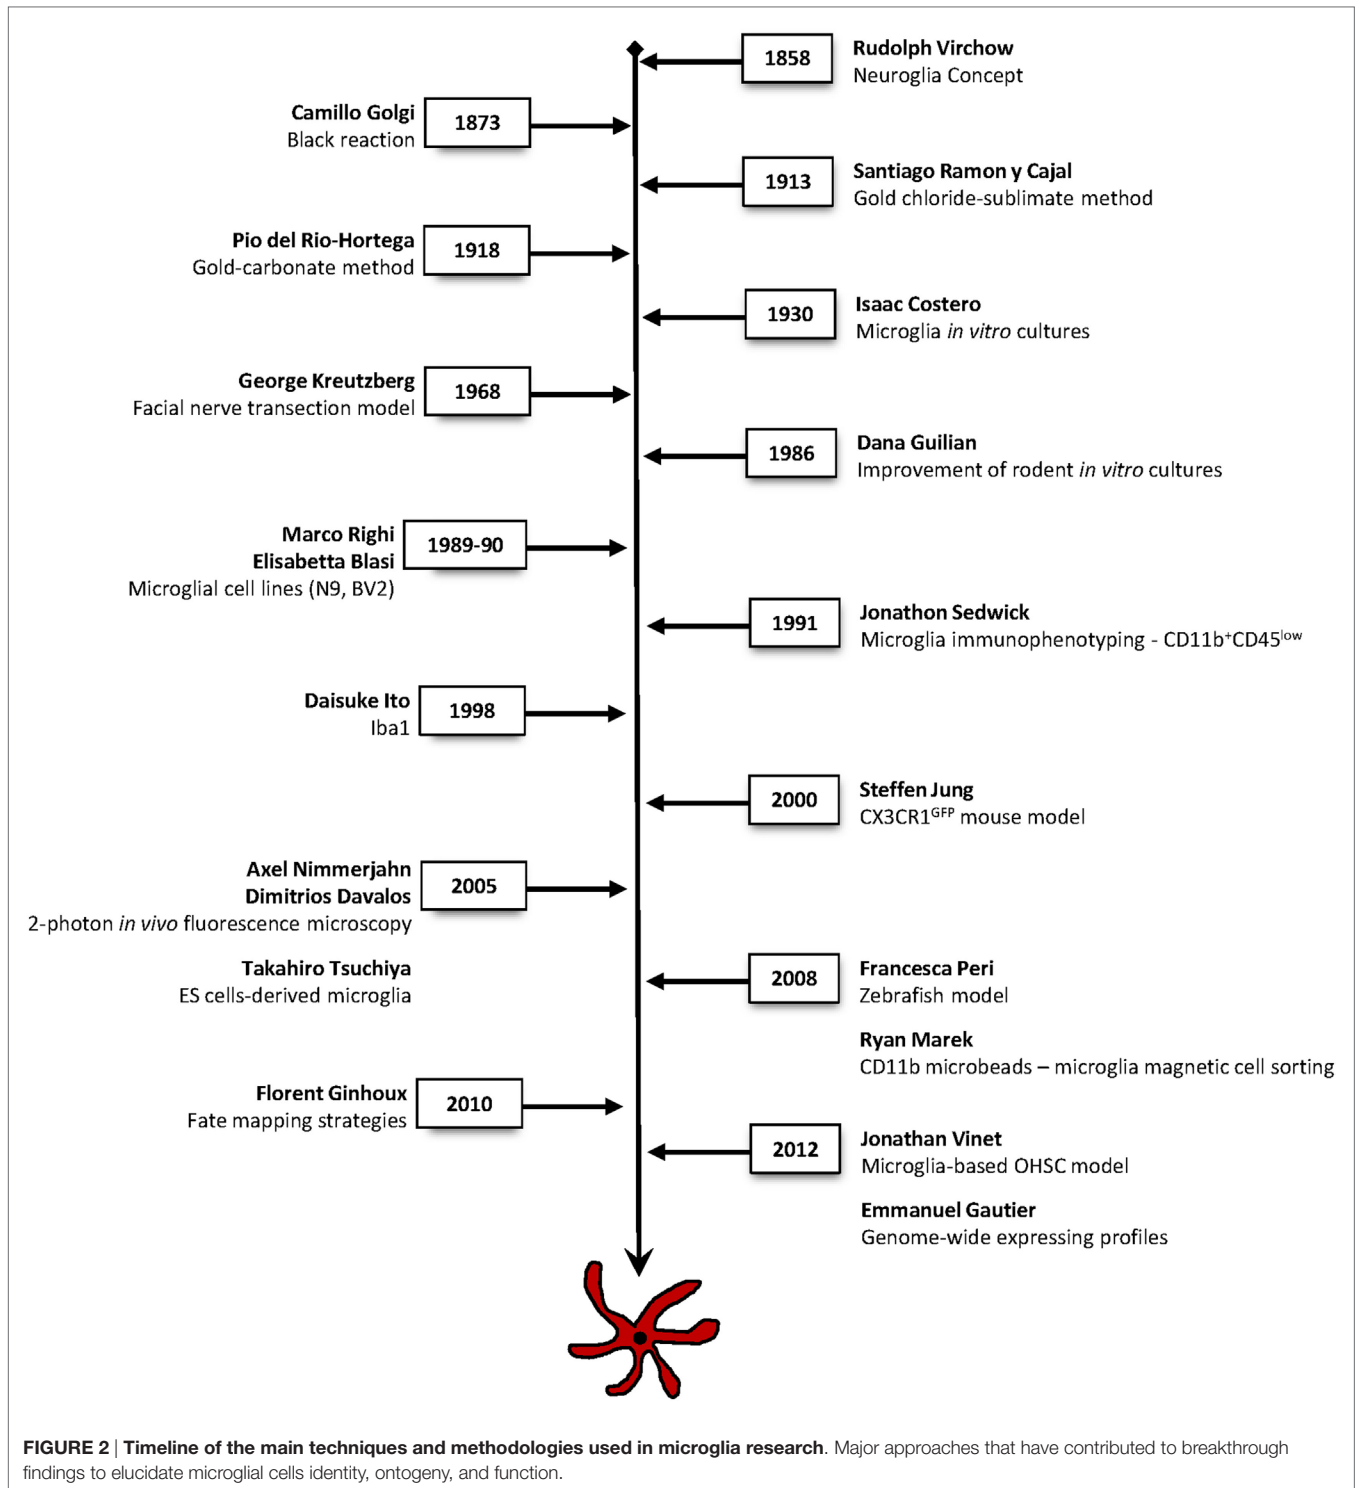 1858
Rudolph Virchow
Neuroglia Concept
Camillo Golgi
Black reaction
1873
1913
Santiago Ramon y Cajal
Gold chloride-sublimate method
Pio del Rio-Hortega
Gold-carbonate method
1918
1930
Isaac Costero
Microglia in vitro cultures
George Kreutzberg
Facial nerve transection model
1968
1986
Dana Guilian
Improvement of rodent in vitro cultures
Marco Righi
Elisabetta Blasi
Microglial cell lines (N9, BV2)
1989-90
1991
Jonathon Sedwick
Microglia immunophenotyping - CD11b⁺CD45ˡᵒʷ
Daisuke Ito
Iba1
1998
2000
Steffen Jung
CX3CR1ᴳᶠᴾ mouse model
Axel Nimmerjahn
Dimitrios Davalos
2-photon in vivo fluorescence microscopy
2005
Takahiro Tsuchiya
ES cells-derived microglia
2008
Francesca Peri
Zebrafish model
Ryan Marek
CD11b microbeads – microglia magnetic cell sorting
Florent Ginhoux
Fate mapping strategies
2010
2012
Jonathan Vinet
Microglia-based OHSC model
Emmanuel Gautier
Genome-wide expressing profiles
FIGURE 2 | Timeline of the main techniques and methodologies used in microglia research. Major approaches that have contributed to breakthrough
findings to elucidate microglial cells identity, ontogeny, and function.